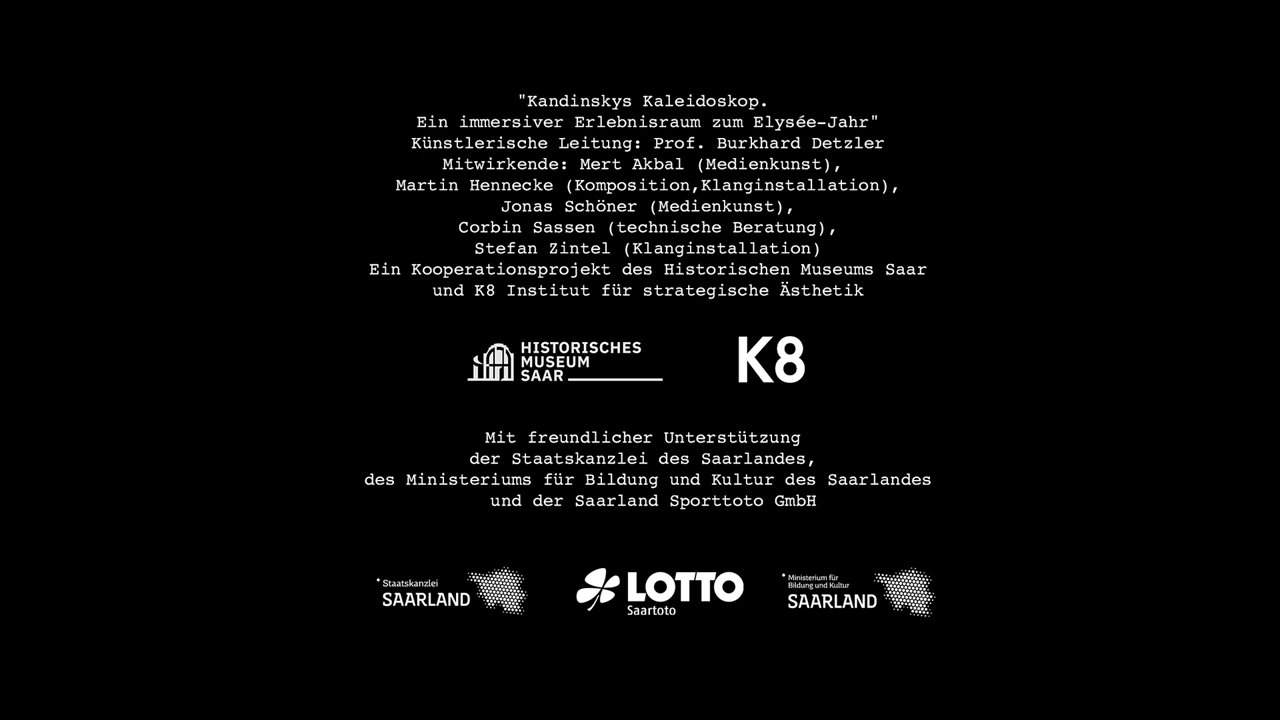 "Kandinskys Kaleidoskop.
Ein immersiver Erlebnisraum zum Elysée-Jahr"
Künstlerische Leitung: Prof. Burkhard Detzler
Mitwirkende: Mert Akbal (Medienkunst),
Martin Hennecke (Komposition,Klanginstallation),
Jonas Schöner (Medienkunst),
Corbin Sassen (technische Beratung),
Stefan Zintel (Klanginstallation)
Ein Kooperationsprojekt des Historischen Museums Saar
und K8 Institut für strategische Ästhetik
HISTORISCHES
MUSEUM
SAAR
K8
Mit freundlicher Unterstützung
der Staatskanzlei des Saarlandes,
des Ministeriums für Bildung und Kultur des Saarlandes
und der Saarland Sporttoto GmbH
Staatskanzlei
SAARLAND
LOTTO
Saartoto
Ministerium für
Bildung und Kultur
SAARLAND